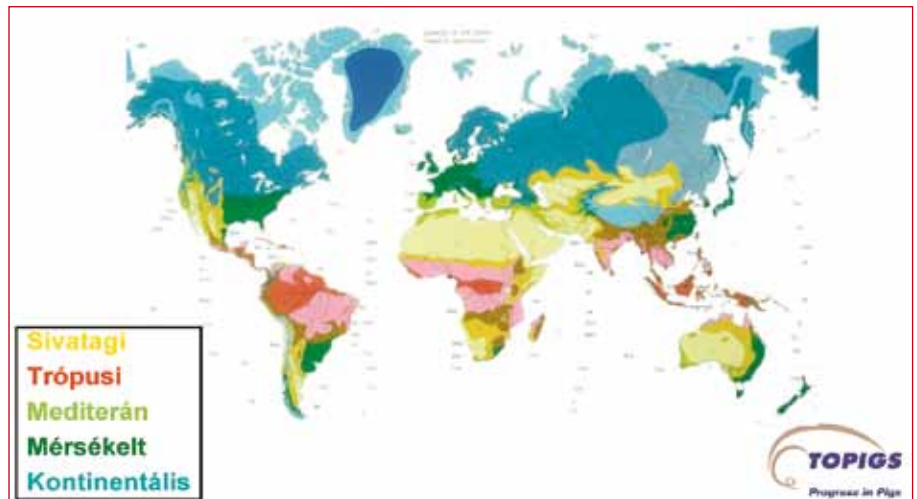 Sivatagi
Trópusi
Mediterán
Mérsékelt
Kontinentális
TOPIGS
Progress in Pigs